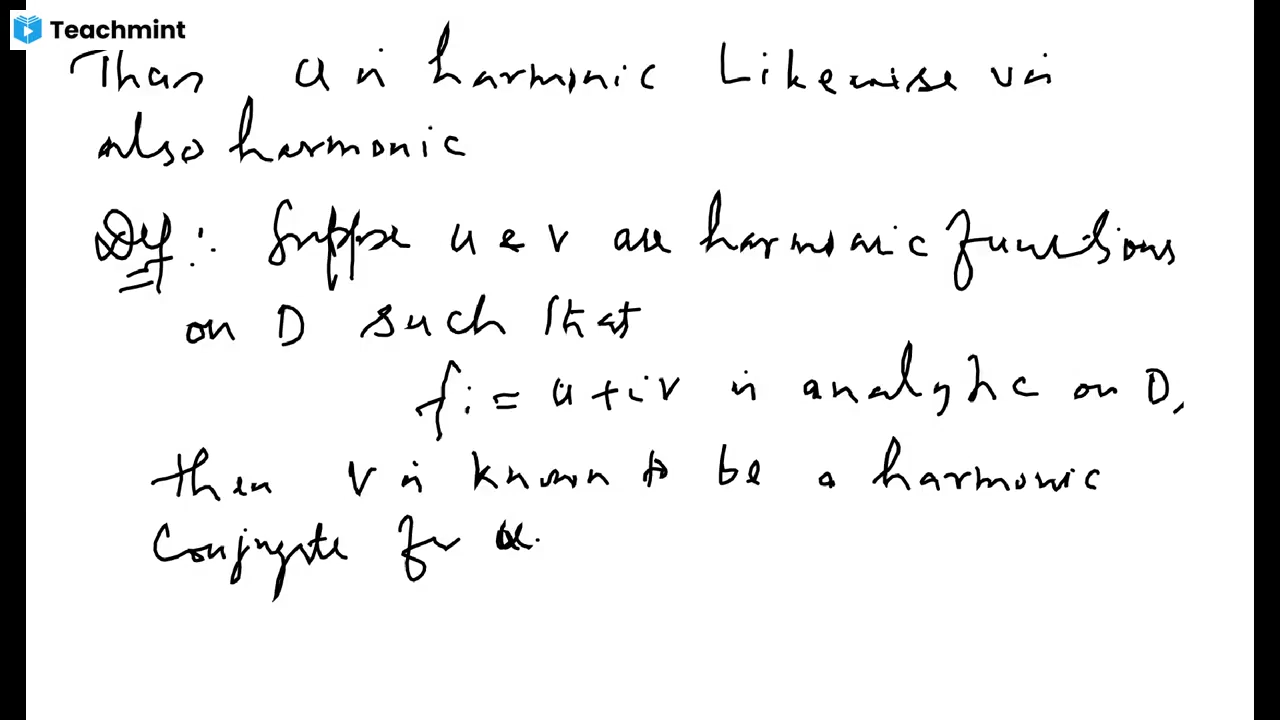 Teachmint
Then u is harmonic Likewise v is
also harmonic
Def: Suppose u & v are harmonic functions
on D such that
f := u + iv is analytic on D,
then v is known to be a harmonic
Conjugate for u.